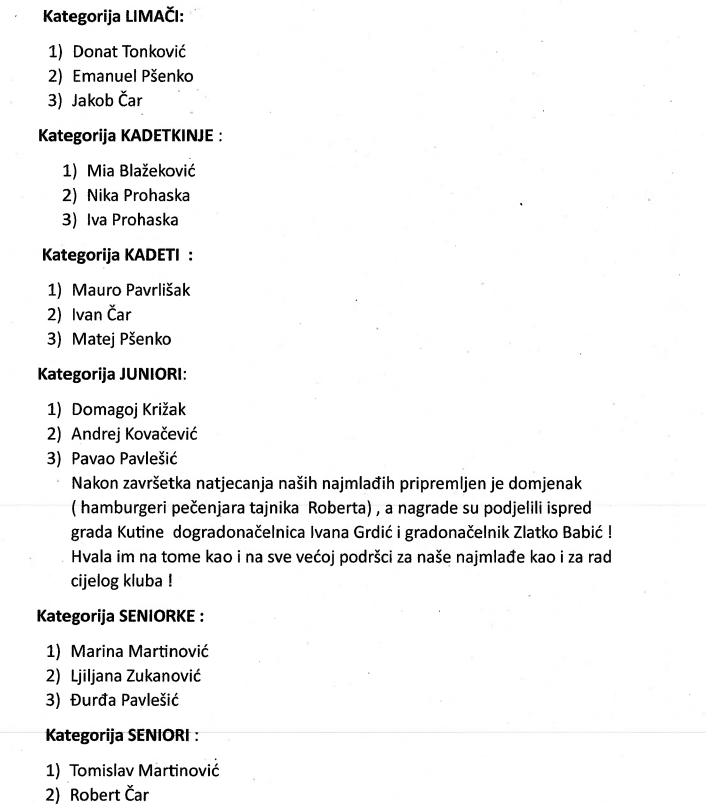 Kategorija LIMAČI:
1) Donat Tonković
2) Emanuel Pšenko
3) Jakob Čar
Kategorija KADETKINJE :
1) Mia Blažeković
2) Nika Prohaska
3) Iva Prohaska
Kategorija KADETI :
1) Mauro Pavrlišak
2) Ivan Čar
3) Matej Pšenko
Kategorija JUNIORI:
1) Domagoj Križak
2) Andrej Kovačević
3) Pavao Pavlešić
Nakon završetka natjecanja naših najmlađih pripremljen je domjenak
( hamburgeri pečenjara tajnika Roberta) , a nagrade su podjelili ispred
grada Kutine dogradonačelnica Ivana Grdić i gradonačelnik Zlatko Babić !
Hvala im na tome kao i na sve većoj podršci za naše najmlađe kao i za rad
cijelog kluba !
Kategorija SENIORKE :
1) Marina Martinović
2) Ljiljana Zukanović
3) Đurđa Pavlešić
Kategorija SENIORI :
1) Tomislav Martinović
2) Robert Čar